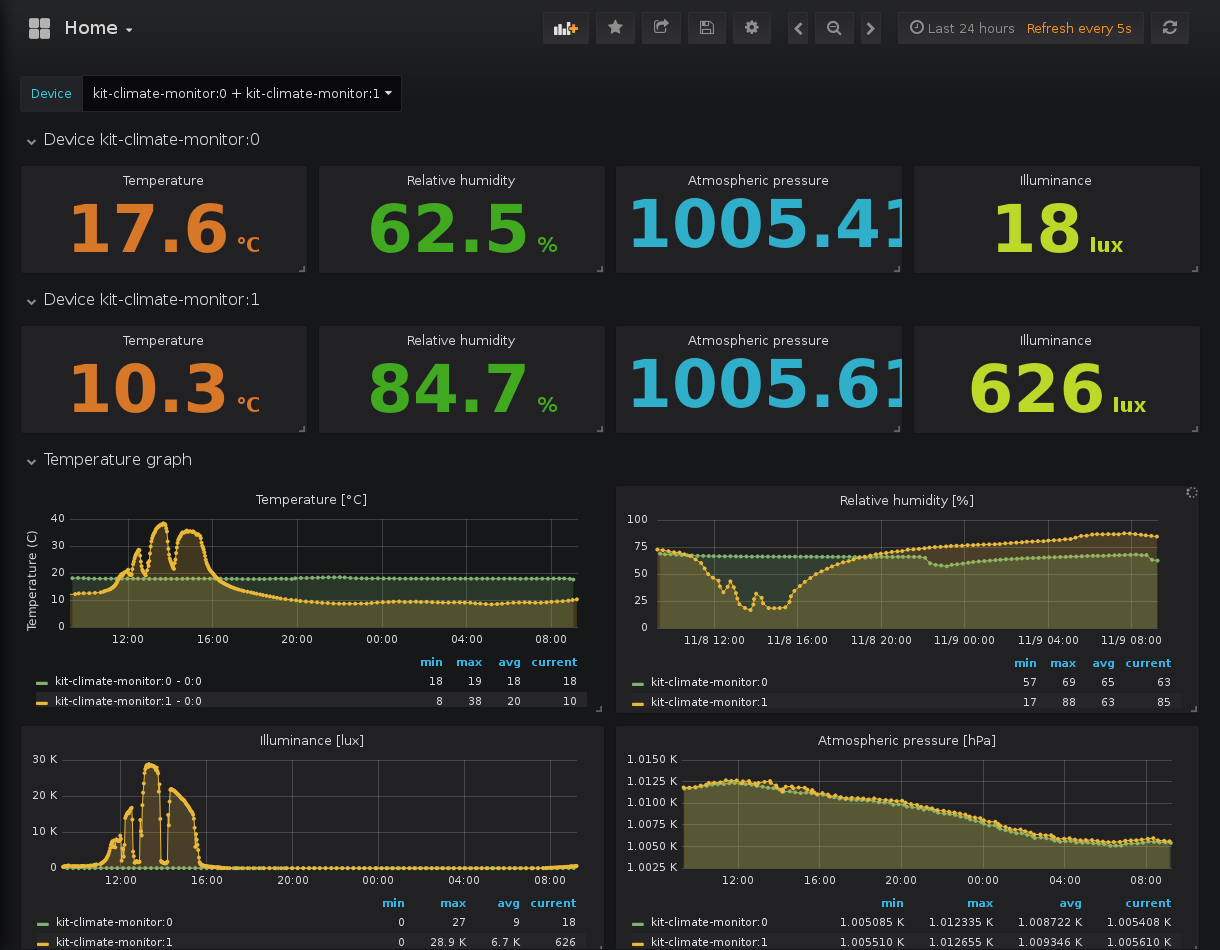 Home
Last 24 hours Refresh every 5s
Device kit-climate-monitor:0 + kit-climate-monitor:1
Device kit-climate-monitor:0
Temperature Relative humidity Atmospheric pressure Illuminance
17.6 °C 62.5 % 1005.41 18 lux
Device kit-climate-monitor:1
Temperature Relative humidity Atmospheric pressure Illuminance
10.3 °C 84.7 % 1005.61 626 lux
Temperature graph
Temperature [°C]
Temperature (C)
40
30
20
10
0
12:00 16:00 20:00 00:00 04:00 08:00
min max avg current
kit-climate-monitor:0 - 0:0 18 19 18 18
kit-climate-monitor:1 - 0:0 8 38 20 10
Relative humidity [%]
100
75
50
25
0
11/8 12:00 11/8 16:00 11/8 20:00 11/9 00:00 11/9 04:00 11/9 08:00
min max avg current
kit-climate-monitor:0 57 69 65 63
kit-climate-monitor:1 17 88 63 85
Illuminance [lux]
30 K
20 K
10 K
0
12:00 16:00 20:00 00:00 04:00 08:00
min max avg current
kit-climate-monitor:0 0 27 9 18
kit-climate-monitor:1 0 28.9 K 6.7 K 626
Atmospheric pressure [hPa]
1.0150 K
1.0125 K
1.0100 K
1.0075 K
1.0050 K
1.0025 K
12:00 16:00 20:00 00:00 04:00 08:00
min max avg current
kit-climate-monitor:0 1.005085 K 1.012335 K 1.008722 K 1.005408 K
kit-climate-monitor:1 1.005510 K 1.012655 K 1.009346 K 1.005610 K